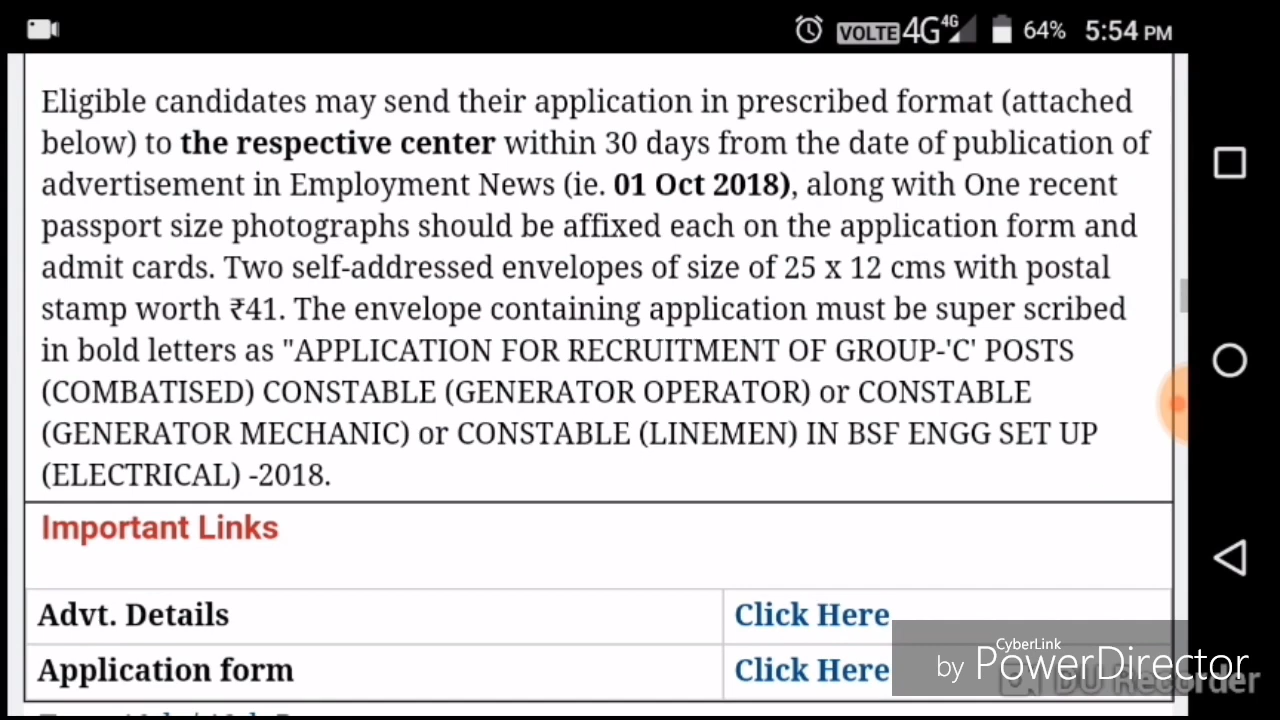 VOLTE 4G 4G 64% 5:54 PM
Eligible candidates may send their application in prescribed format (attached
below) to the respective center within 30 days from the date of publication of
advertisement in Employment News (ie. 01 Oct 2018), along with One recent
passport size photographs should be affixed each on the application form and
admit cards. Two self-addressed envelopes of size of 25 x 12 cms with postal
stamp worth ₹41. The envelope containing application must be super scribed
in bold letters as "APPLICATION FOR RECRUITMENT OF GROUP-'C' POSTS
(COMBATISED) CONSTABLE (GENERATOR OPERATOR) or CONSTABLE
(GENERATOR MECHANIC) or CONSTABLE (LINEMEN) IN BSF ENGG SET UP
(ELECTRICAL) -2018.
Important Links
Advt. Details Click Here
Application form Click Here
CyberLink
by PowerDirector
DU Recorder